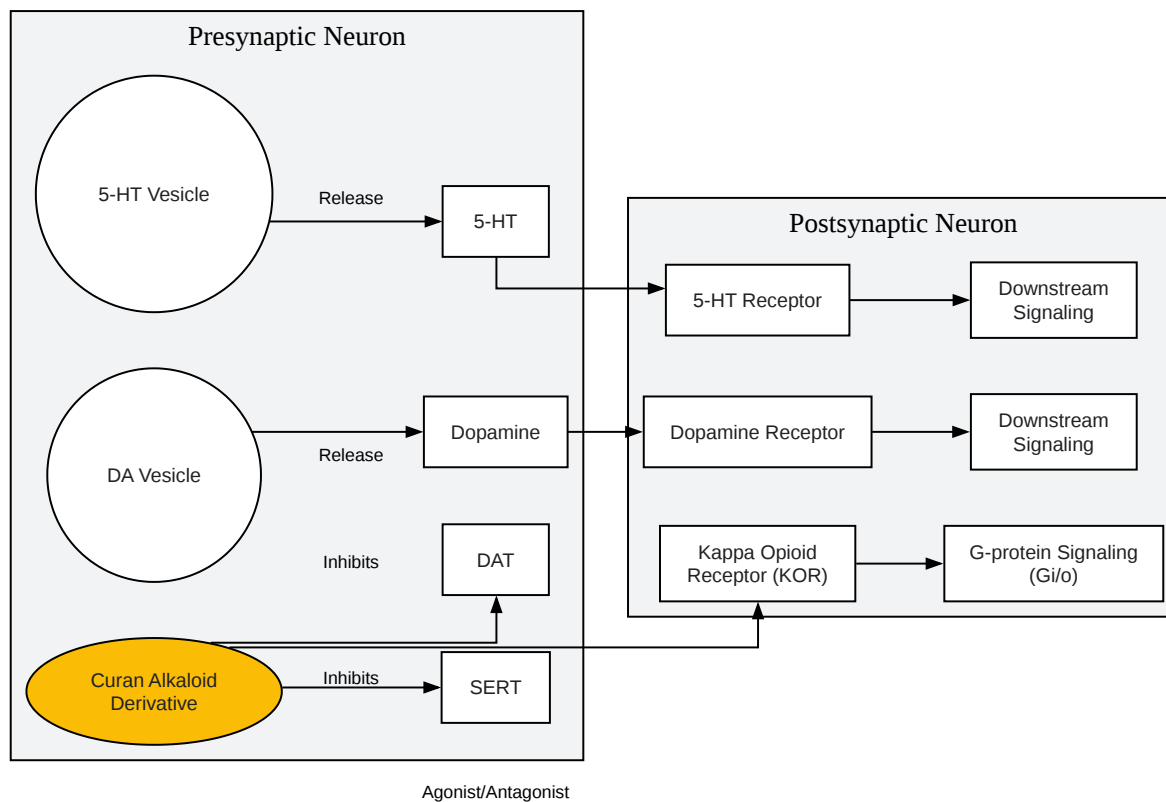 Presynaptic Neuron
5-HT Vesicle
Release
5-HT
Postsynaptic Neuron
5-HT Receptor
Downstream
Signaling
DA Vesicle
Release
Dopamine
Dopamine Receptor
Downstream
Signaling
Inhibits
DAT
Kappa Opioid
Receptor (KOR)
G-protein Signaling
(Gi/o)
Curan Alkaloid
Derivative
Inhibits
SERT
Agonist/Antagonist